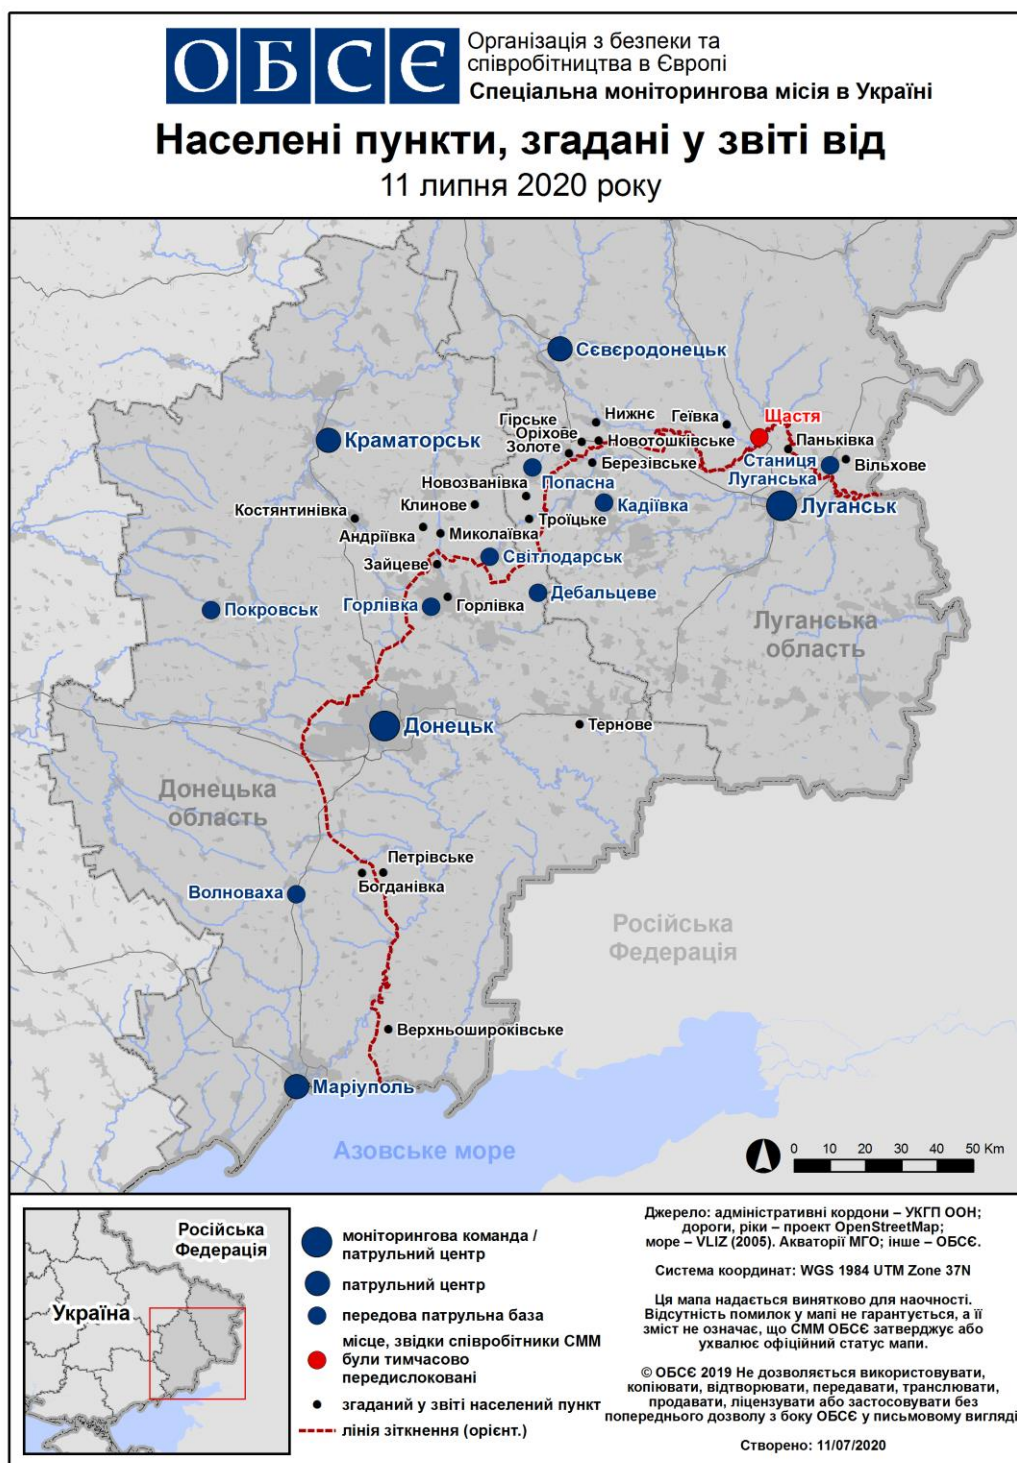 ОБСЄ
Організація з безпеки та
співробітництва в Європі
Спеціальна моніторингова місія в Україні
Населені пункти, згадані у звіті від
11 липня 2020 року
Сєвєродонецьк
Щастя
Нижнє
Геївка
Гірське
Оріхове
Золоте
Новотошківське
Паньківка
Краматорськ
Березівське
Станиця
Луганська
Вільхове
Попасна
Новозванівка
Кадіївка
Луганськ
Клинове
Костянтинівка
Троїцьке
Андріївка
Миколаївка
Світлодарськ
Зайцеве
Дебальцеве
Горлівка
Горлівка
Покровськ
Луганська
область
Донецьк
Тернове
Донецька
область
Петрівське
Богданівка
Волноваха
Російська
Федерація
Верхньошироківське
Маріуполь
Азовське море
0 10 20 30 40 50 Km
Російська
Федерація
Україна
моніторингова команда /
патрульний центр
патрульний центр
передова патрульна база
місце, звідки співробітники СММ
були тимчасово
передислоковані
згаданий у звіті населений пункт
лінія зіткнення (орієнт.)
Джерело: адміністративні кордони – УКГП ООН;
дороги, ріки – проект OpenStreetMap;
море – VLIZ (2005). Акваторії МГО; інше – ОБСЄ.
Система координат: WGS 1984 UTM Zone 37N
Ця мапа надається винятково для наочності.
Відсутність помилок у мапі не гарантується, а її
зміст не означає, що СММ ОБСЄ затверджує або
ухвалює офіційний статус мапи.
© ОБСЄ 2019 Не дозволяється використовувати,
копіювати, відтворювати, передавати, транслювати,
продавати, ліцензувати або застосовувати без
попереднього дозволу з боку ОБСЄ у письмовому вигляді
Створено: 11/07/2020